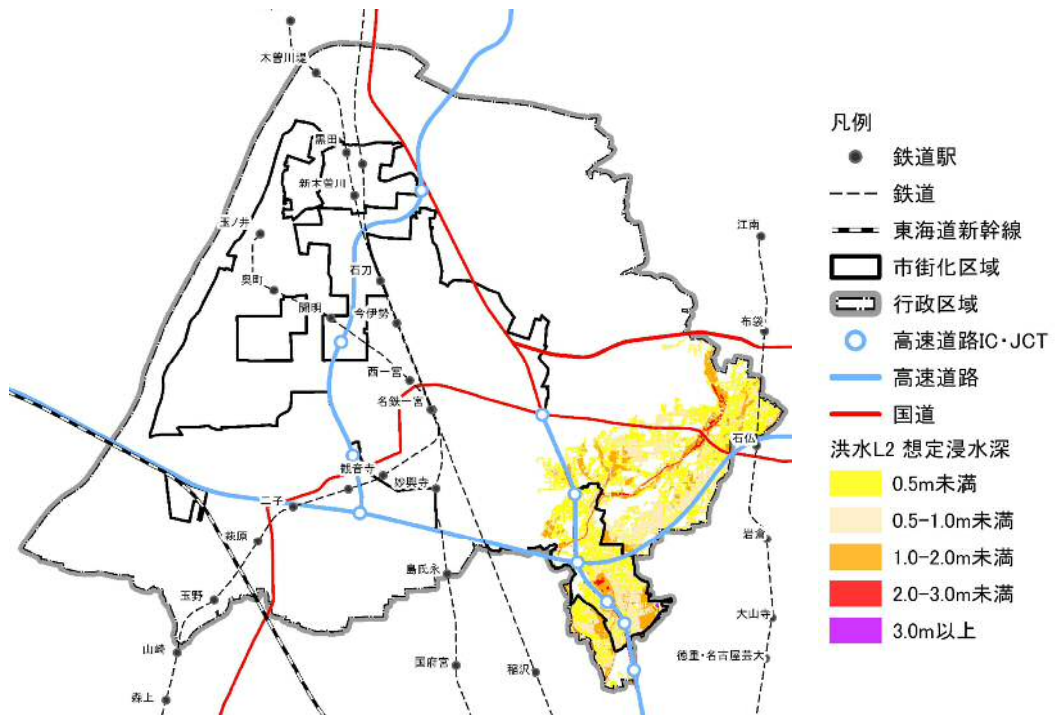 木曽川堤
黒田
新木曽川
玉ノ井
石刀
奥町
開明
今伊勢
西一宮
名鉄一宮
観音寺
妙興寺
二子
萩原
島氏永
玉野
山崎
森上
国府宮
稲沢
江南
布袋
石仏
岩倉
大山寺
徳重・名古屋芸大
凡例
鉄道駅
鉄道
東海道新幹線
市街化区域
行政区域
高速道路IC・JCT
高速道路
国道
洪水L2 想定浸水深
0.5m未満
0.5-1.0m未満
1.0-2.0m未満
2.0-3.0m未満
3.0m以上